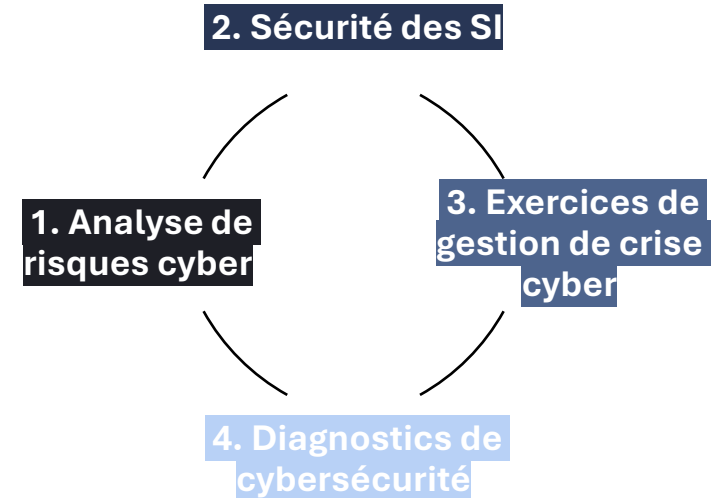 2. Sécurité des SI
1. Analyse de
risques cyber
3. Exercices de
gestion de crise
cyber
4. Diagnostics de
cybersécurité